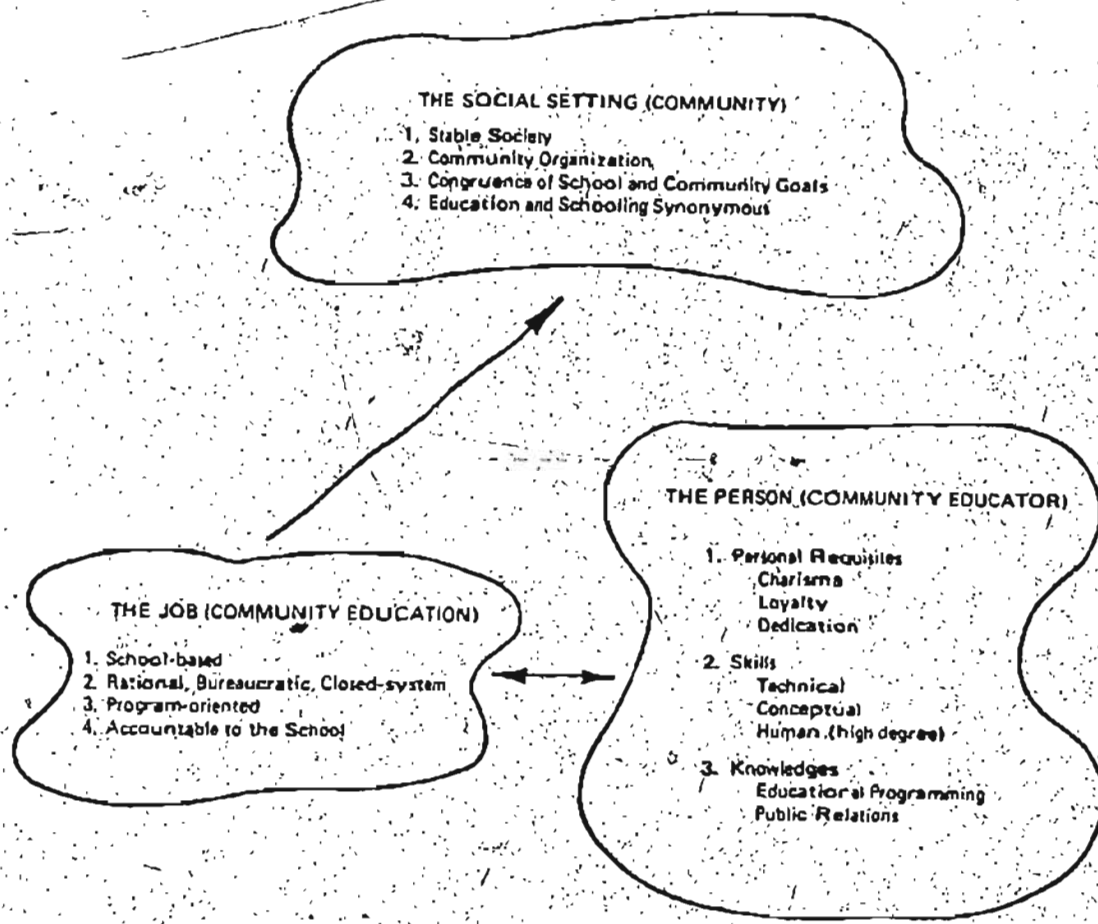 THE SOCIAL SETTING (COMMUNITY)
1. Stable Society
2. Community Organization
3. Congruence of School and Community Goals
4. Education and Schooling Synonymous
THE PERSON (COMMUNITY EDUCATOR)
1. Personal Requisites
Charisma
Loyalty
Dedication
2. Skills
Technical
Conceptual
Human (high degree)
3. Knowledges
Educational Programming
Public Relations
THE JOB (COMMUNITY EDUCATION)
1. School-based
2. Rational, Bureaucratic, Closed-system
3. Program-oriented
4. Accountable to the School